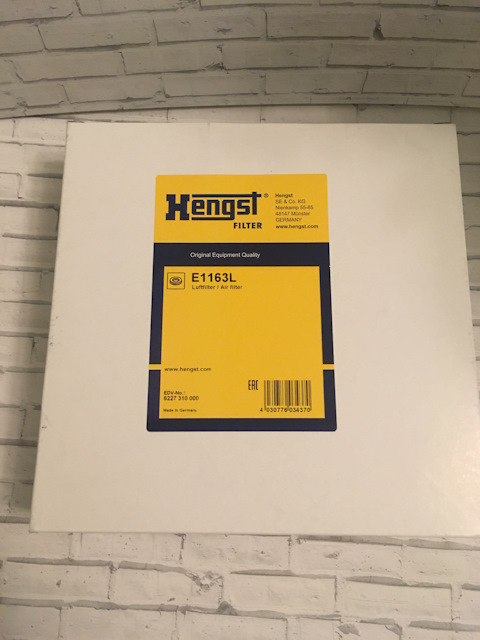 Hengst®
FILTER
Hengst
SE & Co. KG
Nienkamp 55-85
48147 Münster
GERMANY
www.hengst.com
Original Equipment Quality
E1163L
Luftfilter / Air filter
www.hengst.com
EDV-No.:
6227 310 000
Made in Germany
EAC
4 030776 034370